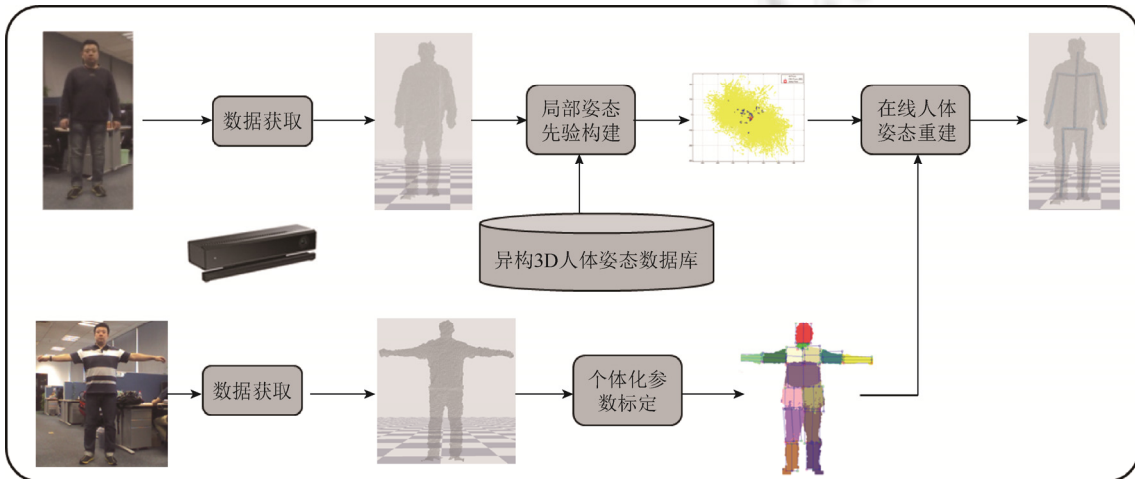 数据获取
局部姿态
先验构建
在线人体
姿态重建
异构3D人体姿态数据库
数据获取
个体化参
数标定